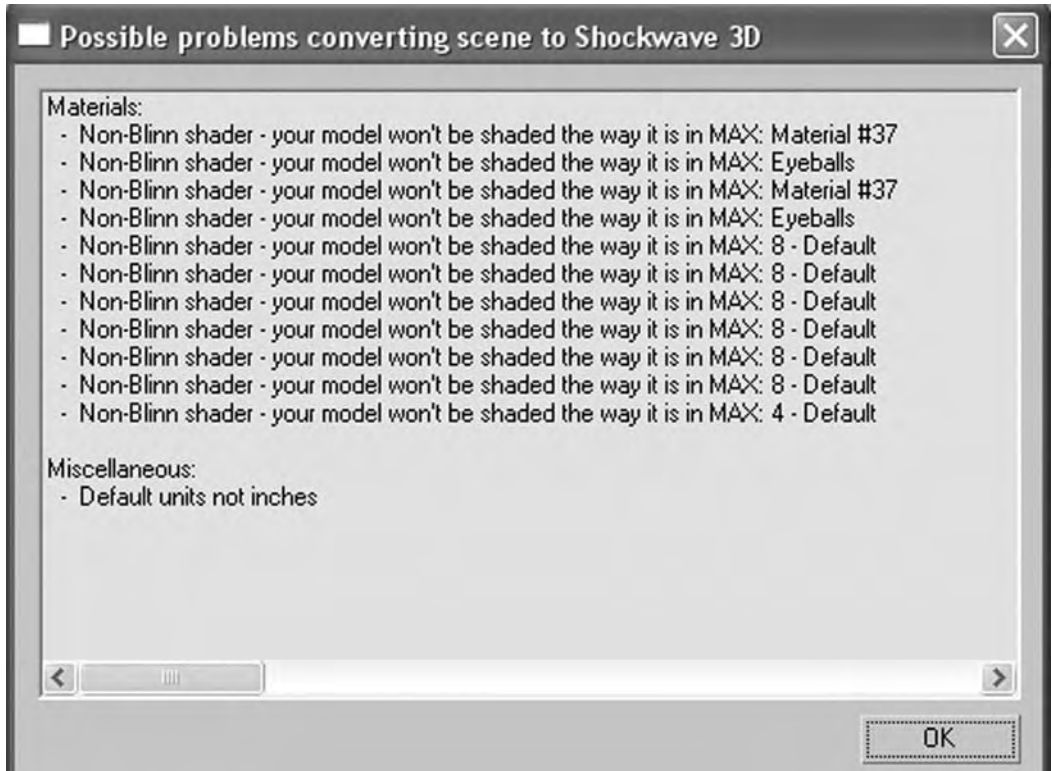 Possible problems converting scene to Shockwave 3D
Materials:
- Non-Blinn shader - your model won't be shaded the way it is in MAX: Material #37
- Non-Blinn shader - your model won't be shaded the way it is in MAX: Eyeballs
- Non-Blinn shader - your model won't be shaded the way it is in MAX: Material #37
- Non-Blinn shader - your model won't be shaded the way it is in MAX: Eyeballs
- Non-Blinn shader - your model won't be shaded the way it is in MAX: 8 - Default
- Non-Blinn shader - your model won't be shaded the way it is in MAX: 8 - Default
- Non-Blinn shader - your model won't be shaded the way it is in MAX: 8 - Default
- Non-Blinn shader - your model won't be shaded the way it is in MAX: 8 - Default
- Non-Blinn shader - your model won't be shaded the way it is in MAX: 8 - Default
- Non-Blinn shader - your model won't be shaded the way it is in MAX: 8 - Default
- Non-Blinn shader - your model won't be shaded the way it is in MAX: 4 - Default
Miscellaneous:
- Default units not inches
OK